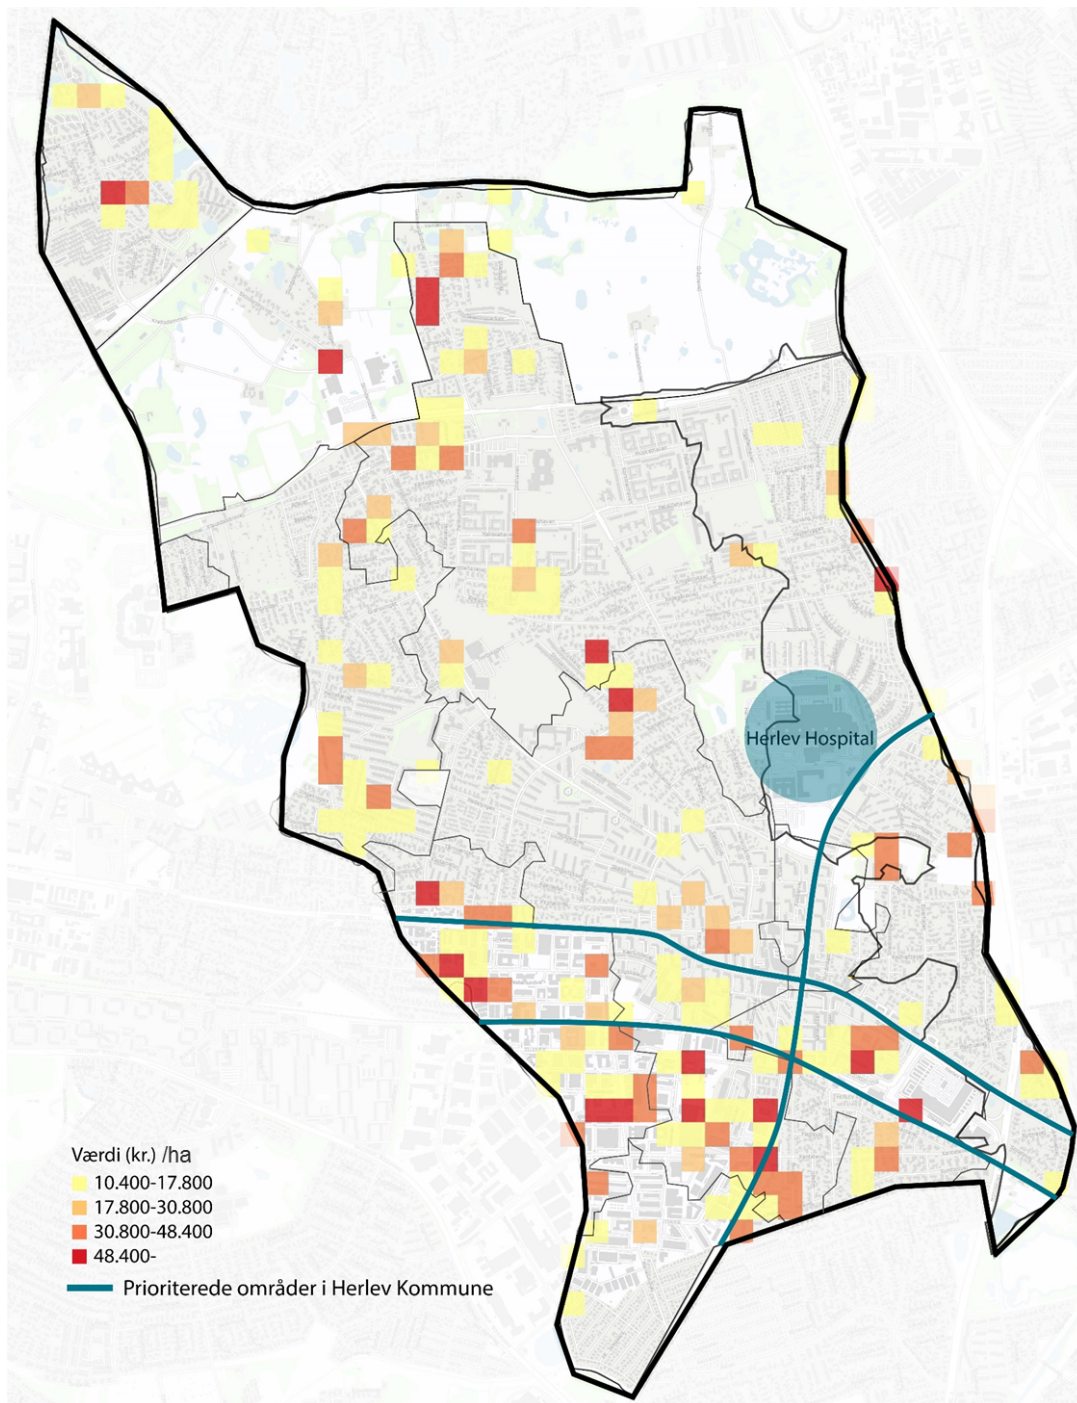 Herlev Hospital
Værdi (kr.) /ha
10.400-17.800
17.800-30.800
30.800-48.400
48.400-
Prioriterede områder i Herlev Kommune